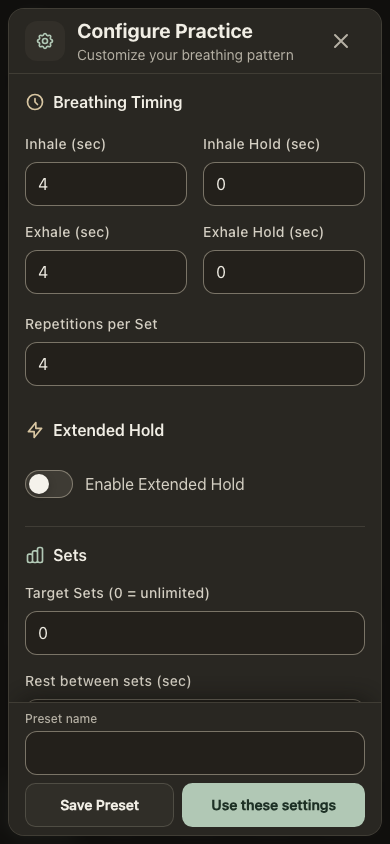 Configure Practice
Customize your breathing pattern
Breathing Timing
Inhale (sec)
Inhale Hold (sec)
4
0
Exhale (sec)
Exhale Hold (sec)
4
0
Repetitions per Set
4
Extended Hold
Enable Extended Hold
Sets
Target Sets (0 = unlimited)
0
Rest between sets (sec)
Preset name
Save Preset
Use these settings